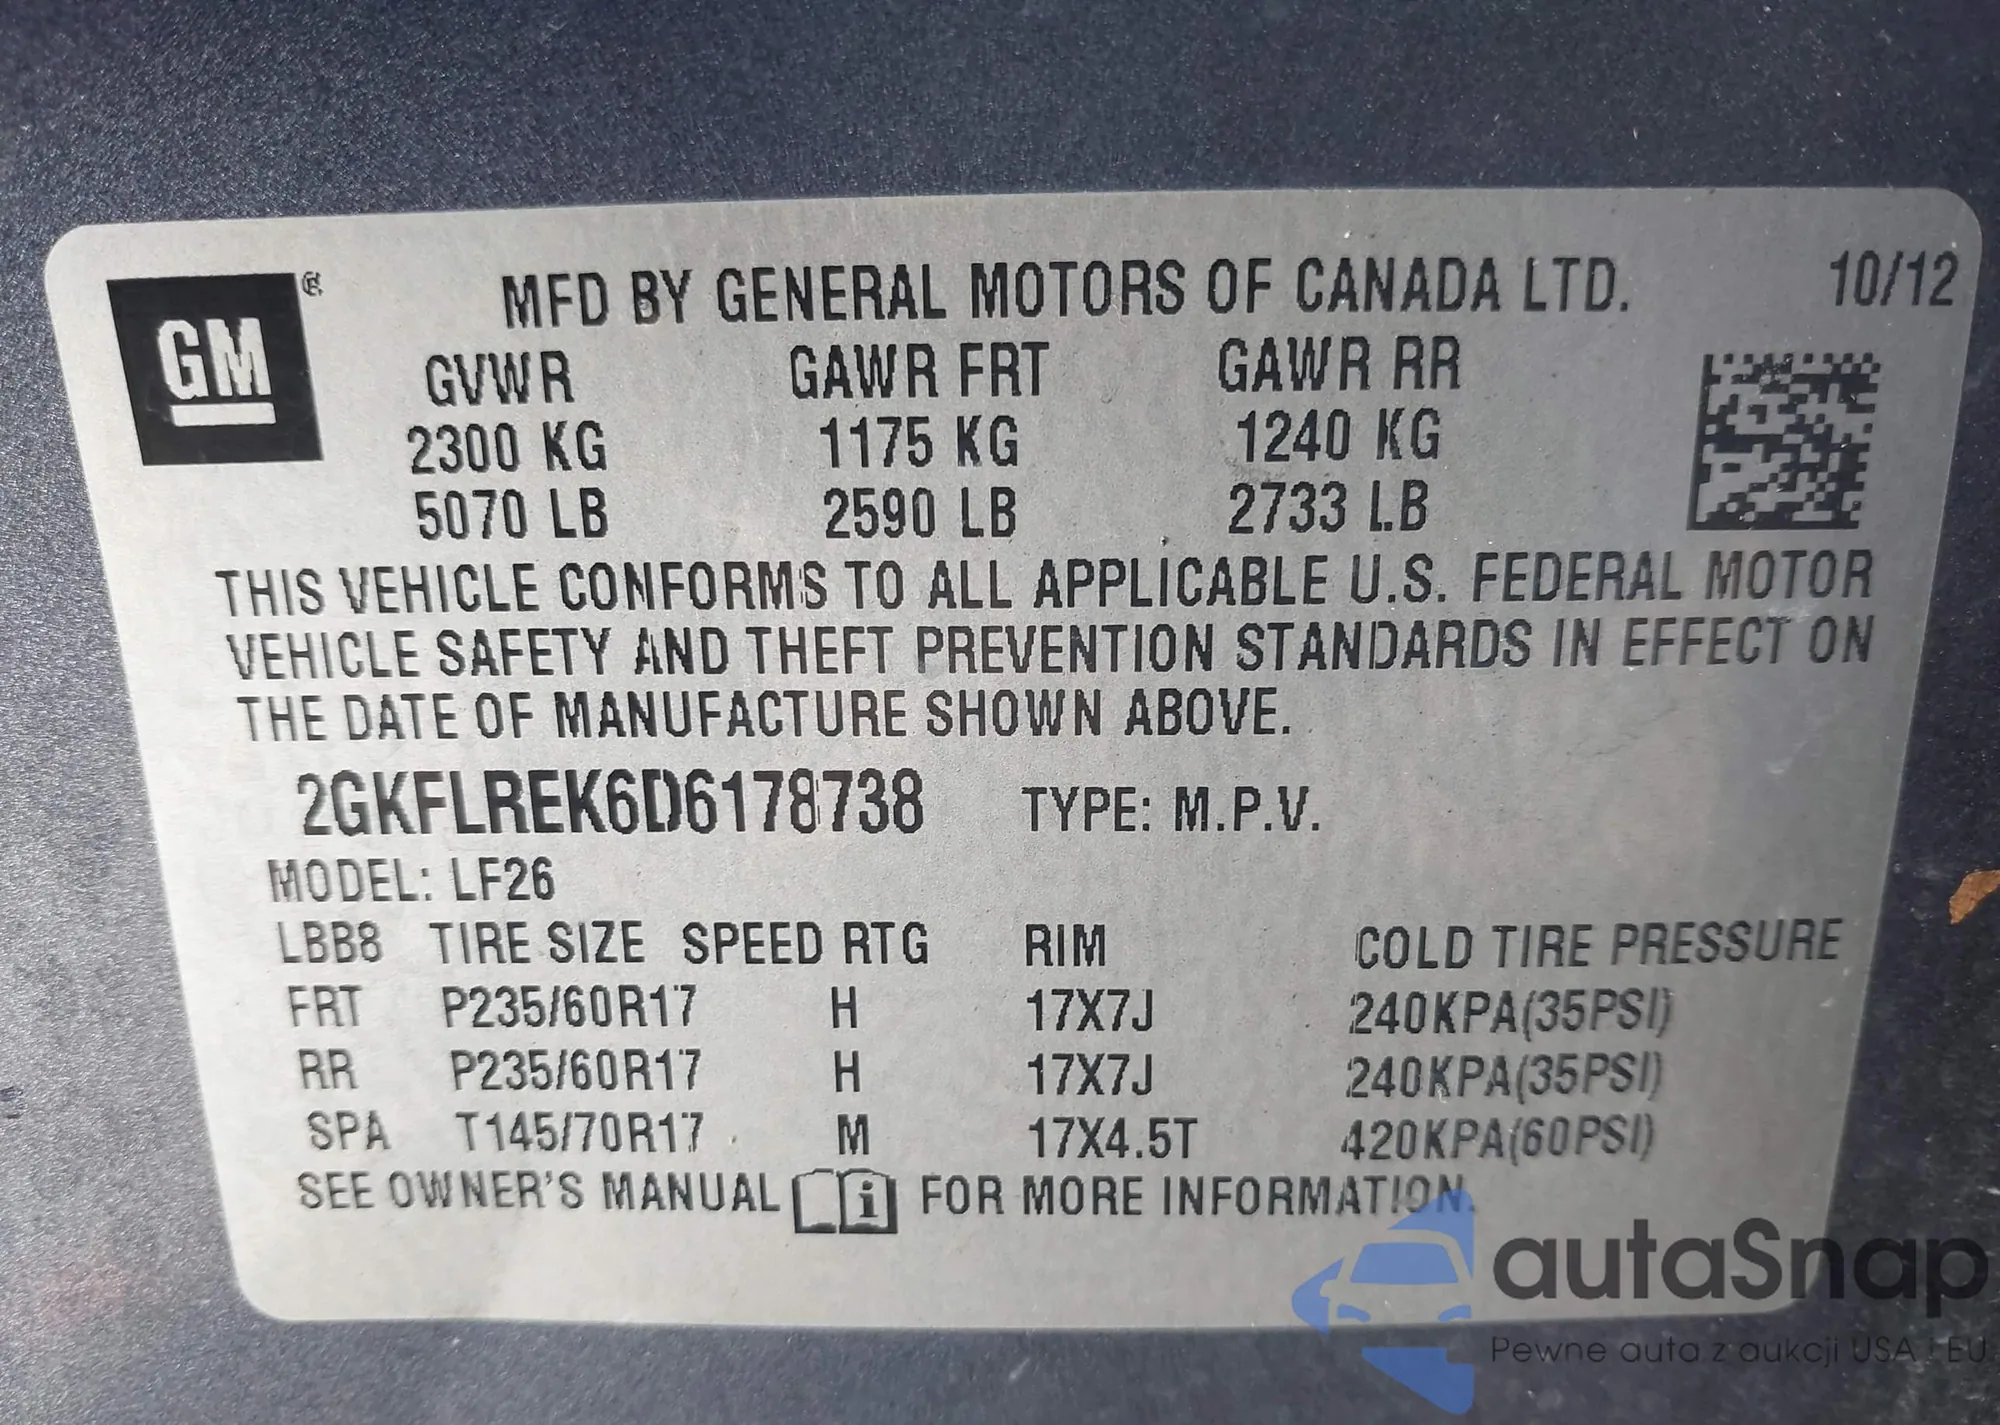 GM ®
MFD BY GENERAL MOTORS OF CANADA LTD. 10/12
GVWR GAWR FRT GAWR RR
2300 KG 1175 KG 1240 KG
5070 LB 2590 LB 2733 LB
THIS VEHICLE CONFORMS TO ALL APPLICABLE U.S. FEDERAL MOTOR
VEHICLE SAFETY AND THEFT PREVENTION STANDARDS IN EFFECT ON
THE DATE OF MANUFACTURE SHOWN ABOVE.
2GKFLREK6D6178738 TYPE: M.P.V.
MODEL: LF26
LBB8 TIRE SIZE SPEED RTG RIM COLD TIRE PRESSURE
FRT P235/60R17 H 17X7J 240KPA(35PSI)
RR P235/60R17 H 17X7J 240KPA(35PSI)
SPA T145/70R17 M 17X4.5T 420KPA(60PSI)
SEE OWNER'S MANUAL i FOR MORE INFORMATION.
autaSnap
Pewne auta z aukcji USA i EU